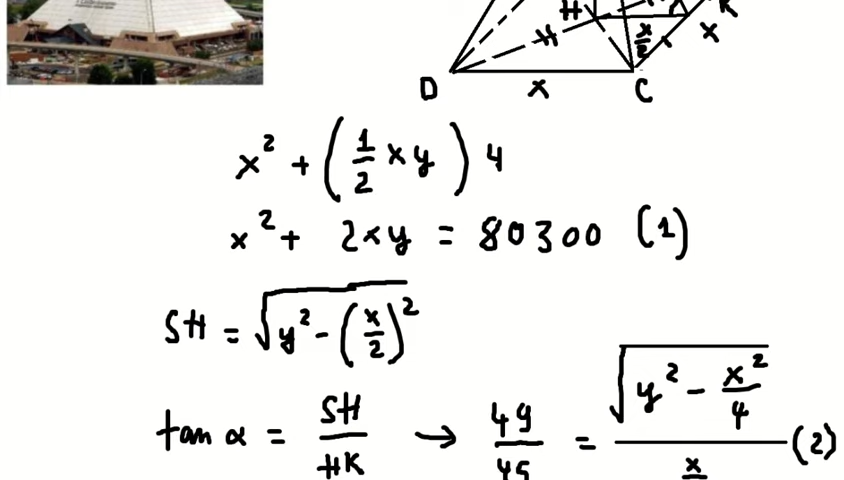 H
K
H
x/2
x
D
x
C
x² + (1/2 xy) 4
x² + 2xy = 80300 (1)
SH = √(y² - (x/2)²)
tan α = SH/HK → 49/45 = √(y² - x²/4) / x (2)